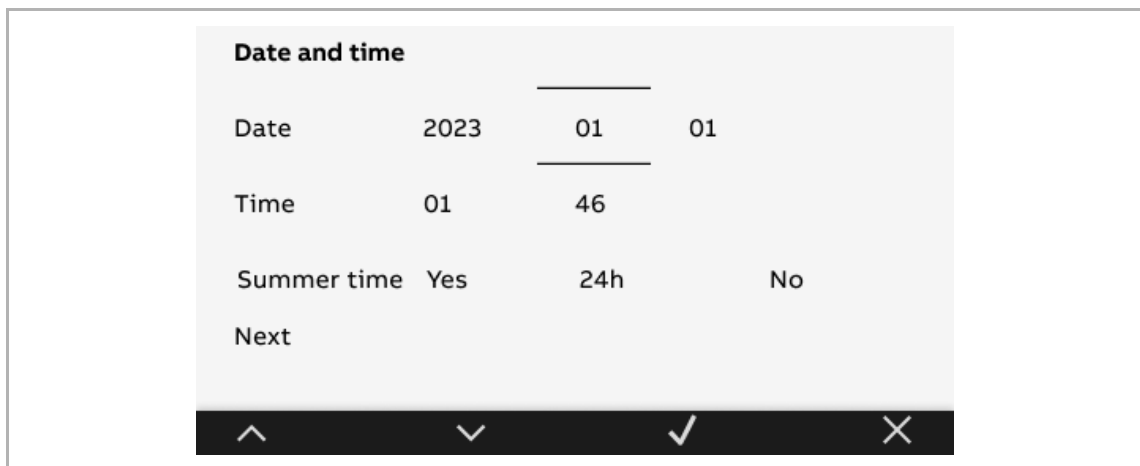 Date and time
Date 2023 01 01
Time 01 46
Summer time Yes 24h No
Next